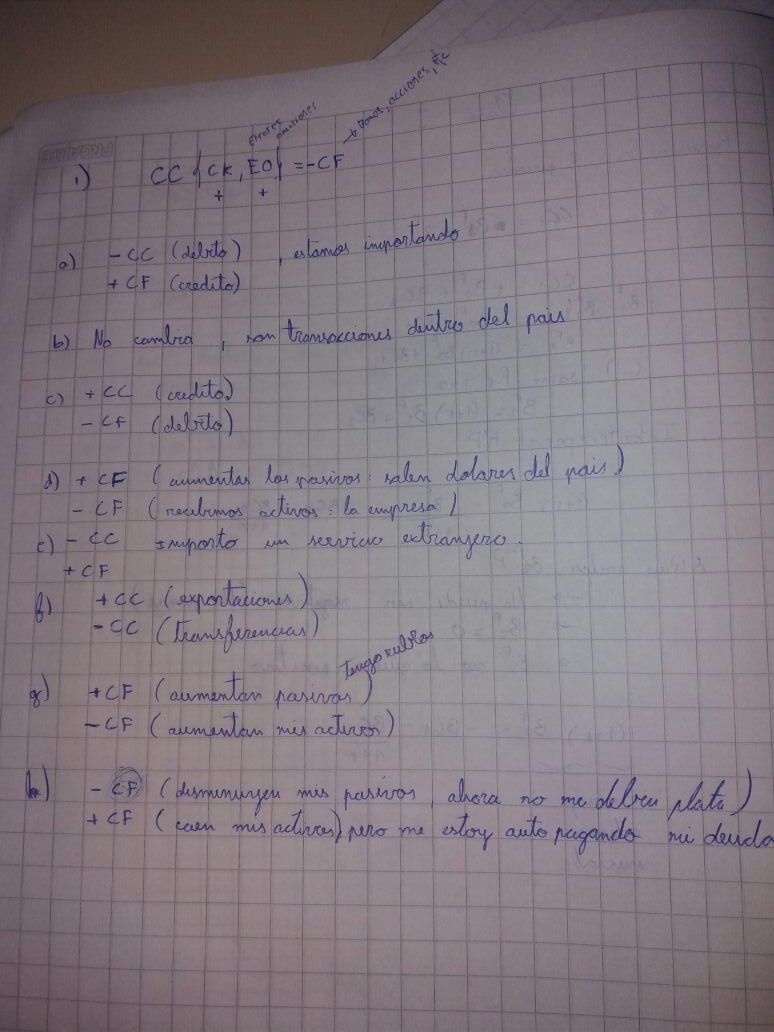 Errores omisiones
→ Bonos, acciones, etc
1) CC {CK, EO} = -CF
+ +
a) - CC (debito) , estamos importando
+ CF (credito)
b) No cambia , son transacciones dentro del pais
c) + CC (credito)
- CF (debito)
d) + CF (aumentas los pasivos: salen dolares del pais)
- CF (recibimos activos: la empresa)
e) - CC Importo un servicio extranjero.
+ CF
f) + CC (exportaciones)
- CC (transferencias)
Tengo rublos
g) + CF (aumentan pasivos)
- CF (aumentan mis activos)
h) - CF (disminuyen mis pasivos, ahora no me deben plata)
+ CF (caen mis activos) pero me estoy auto pagando mi deuda